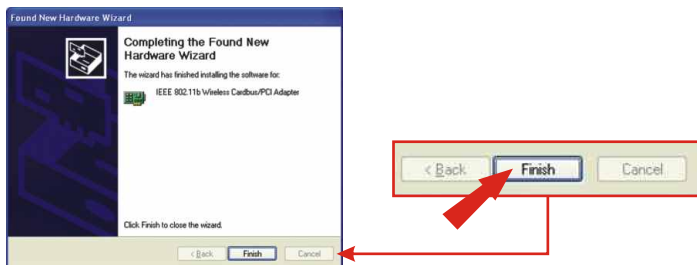 Found New Hardware Wizard
Completing the Found New
Hardware Wizard
The wizard has finished installing the software for:
IEEE 802.11b Wireless Cardbus/PCI Adapter
Click Finish to close the wizard.
< Back Finish Cancel
< Back Finish Cancel